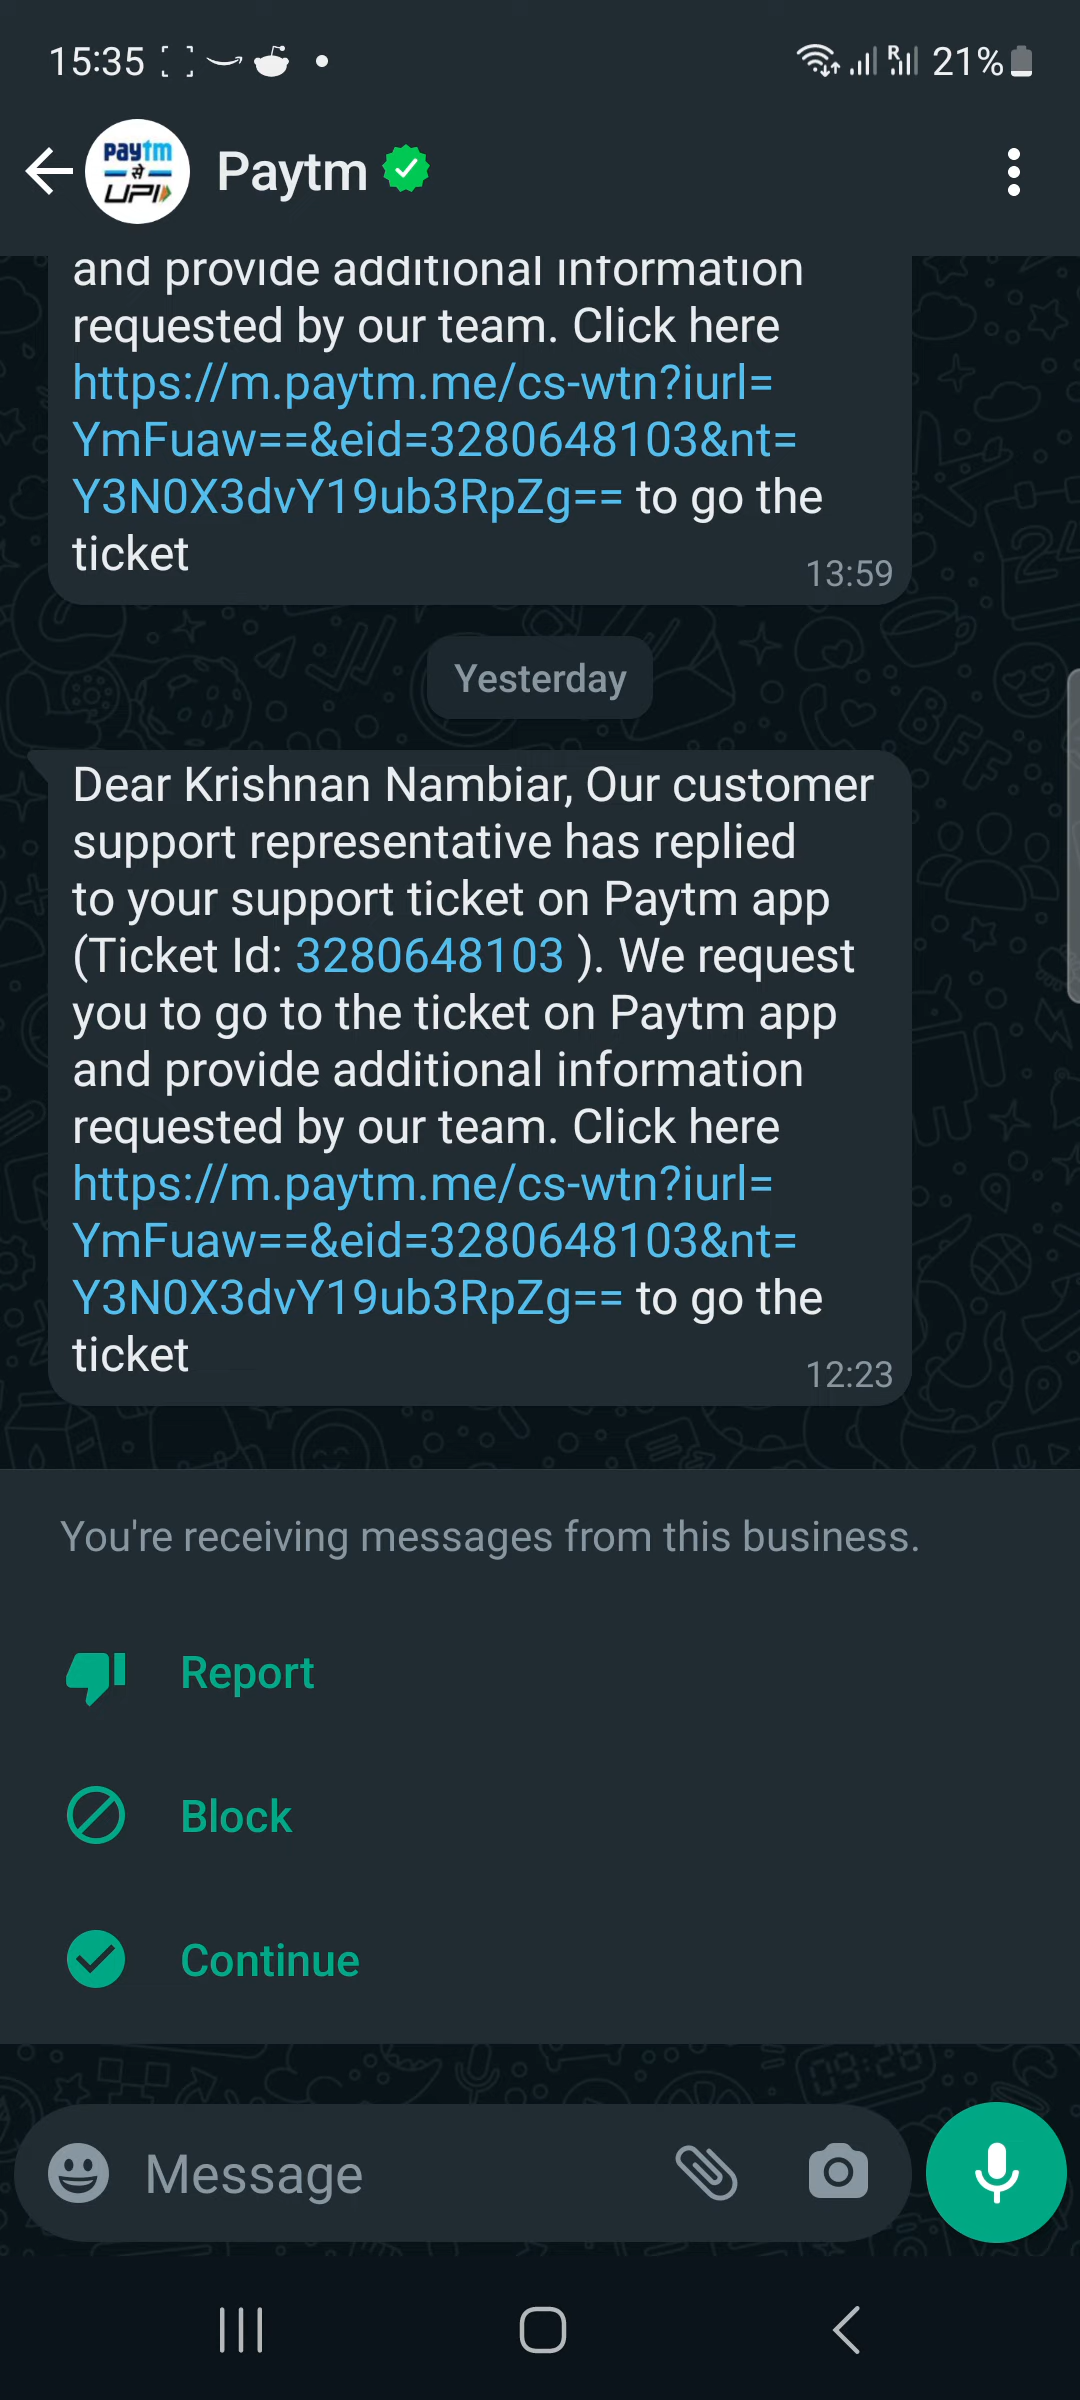 15:35
R 21%
paytm
से
UPI
Paytm
and provide additional information
requested by our team. Click here
https://m.paytm.me/cs-wtn?iurl=
YmFuaw==&eid=3280648103&nt=
Y3N0X3dvY19ub3RpZg== to go the
ticket
13:59
Yesterday
Dear Krishnan Nambiar, Our customer
support representative has replied
to your support ticket on Paytm app
(Ticket Id: 3280648103 ). We request
you to go to the ticket on Paytm app
and provide additional information
requested by our team. Click here
https://m.paytm.me/cs-wtn?iurl=
YmFuaw==&eid=3280648103&nt=
Y3N0X3dvY19ub3RpZg== to go the
ticket
12:23
You're receiving messages from this business.
Report
Block
Continue
Message